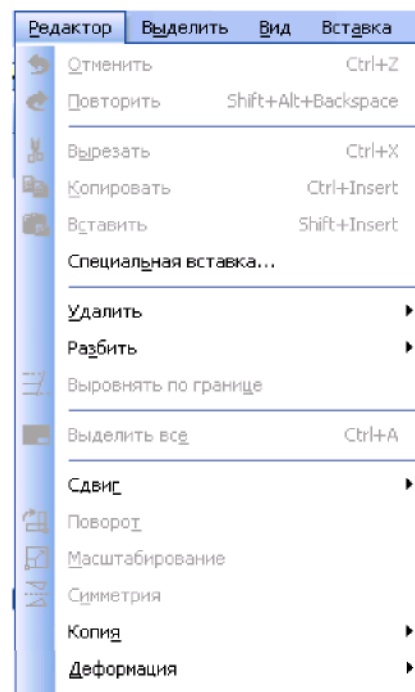 Редактор Выделить Вид Вставка
Отменить Ctrl+Z
Повторить Shift+Alt+Backspace
Вырезать Ctrl+X
Копировать Ctrl+Insert
Вставить Shift+Insert
Специальная вставка...
Удалить
Разбить
Выровнять по границе
Выделить все Ctrl+A
Сдвиг
Поворот
Масштабирование
Симметрия
Копия
Деформация